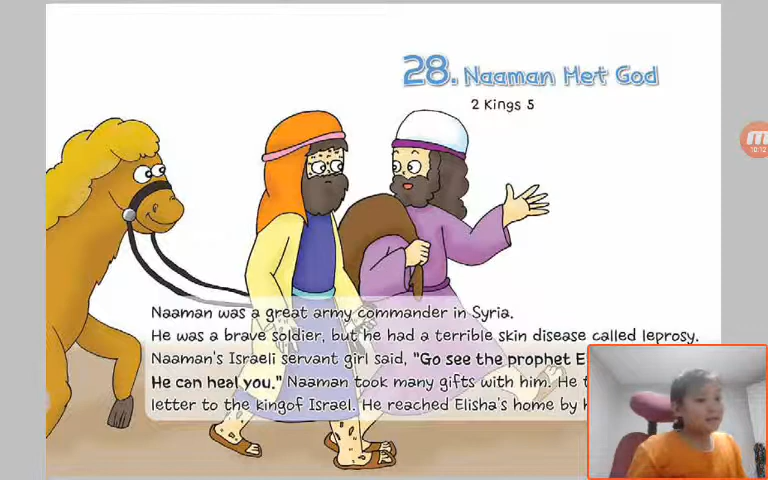 28. Naaman Met God
2 Kings 5
M
10:12
Naaman was a great army commander in Syria.
He was a brave soldier, but he had a terrible skin disease called leprosy.
Naaman's Israeli servant girl said, "Go see the prophet E
He can heal you." Naaman took many gifts with him. He t
letter to the kingof Israel. He reached Elisha's home by h